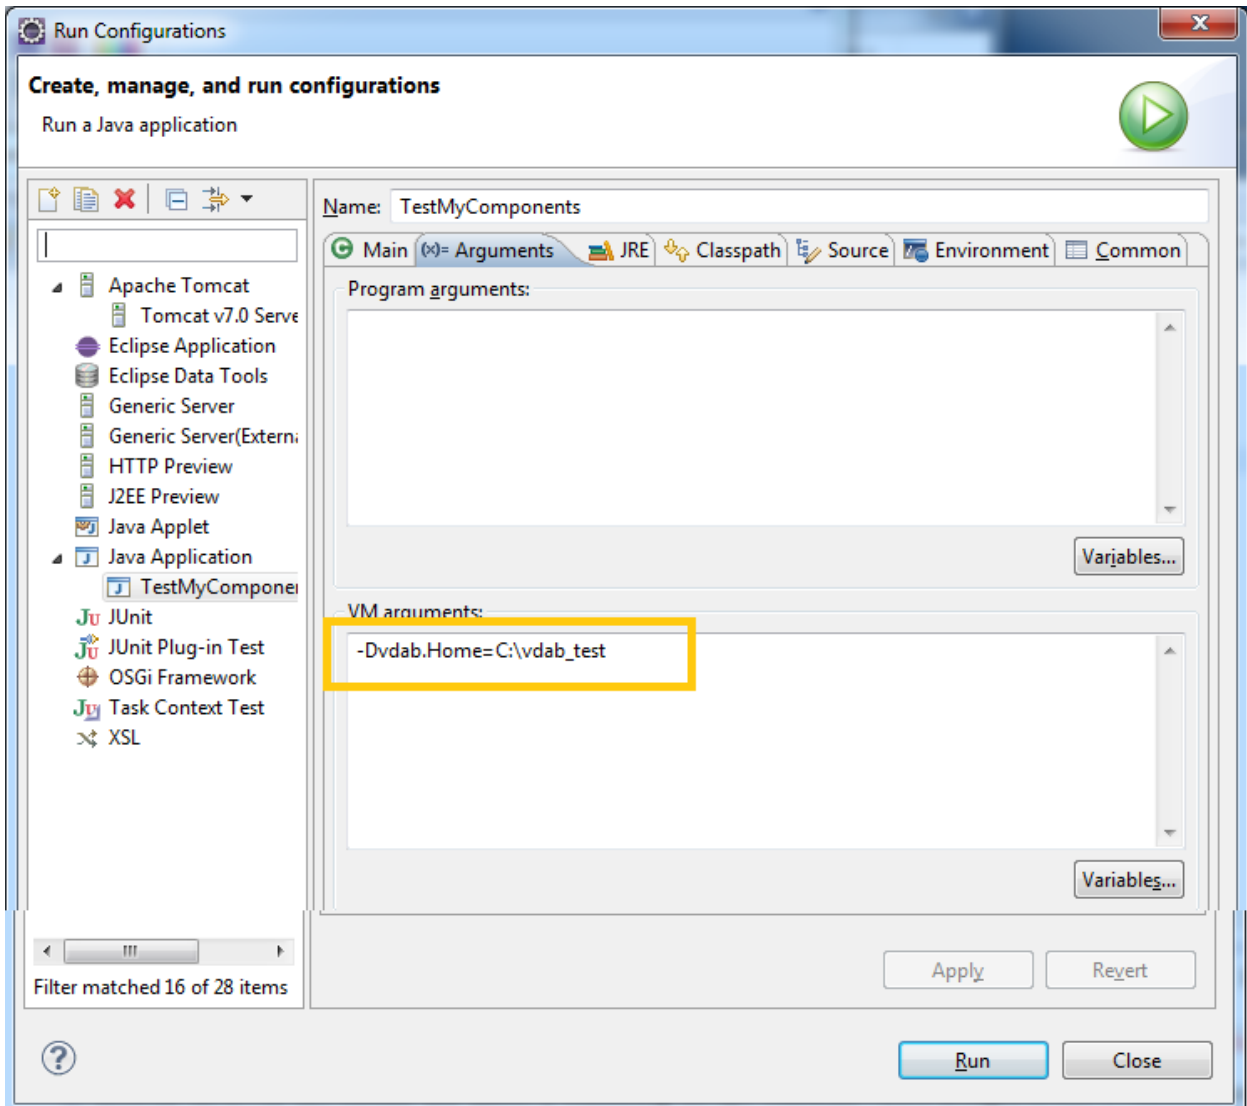 Run Configurations
Create, manage, and run configurations
Run a Java application
Name: TestMyComponents
Main (x)= Arguments JRE Classpath Source Environment Common
Apache Tomcat
Tomcat v7.0 Serve
Eclipse Application
Eclipse Data Tools
Generic Server
Generic Server(Externa
HTTP Preview
J2EE Preview
Java Applet
Java Application
TestMyComponen
JUnit
JUnit Plug-in Test
OSGi Framework
Task Context Test
XSL
Filter matched 16 of 28 items
Program arguments:
Variables...
VM arguments:
-Dvdab.Home=C:\vdab_test
Variables...
Apply Revert
Run Close